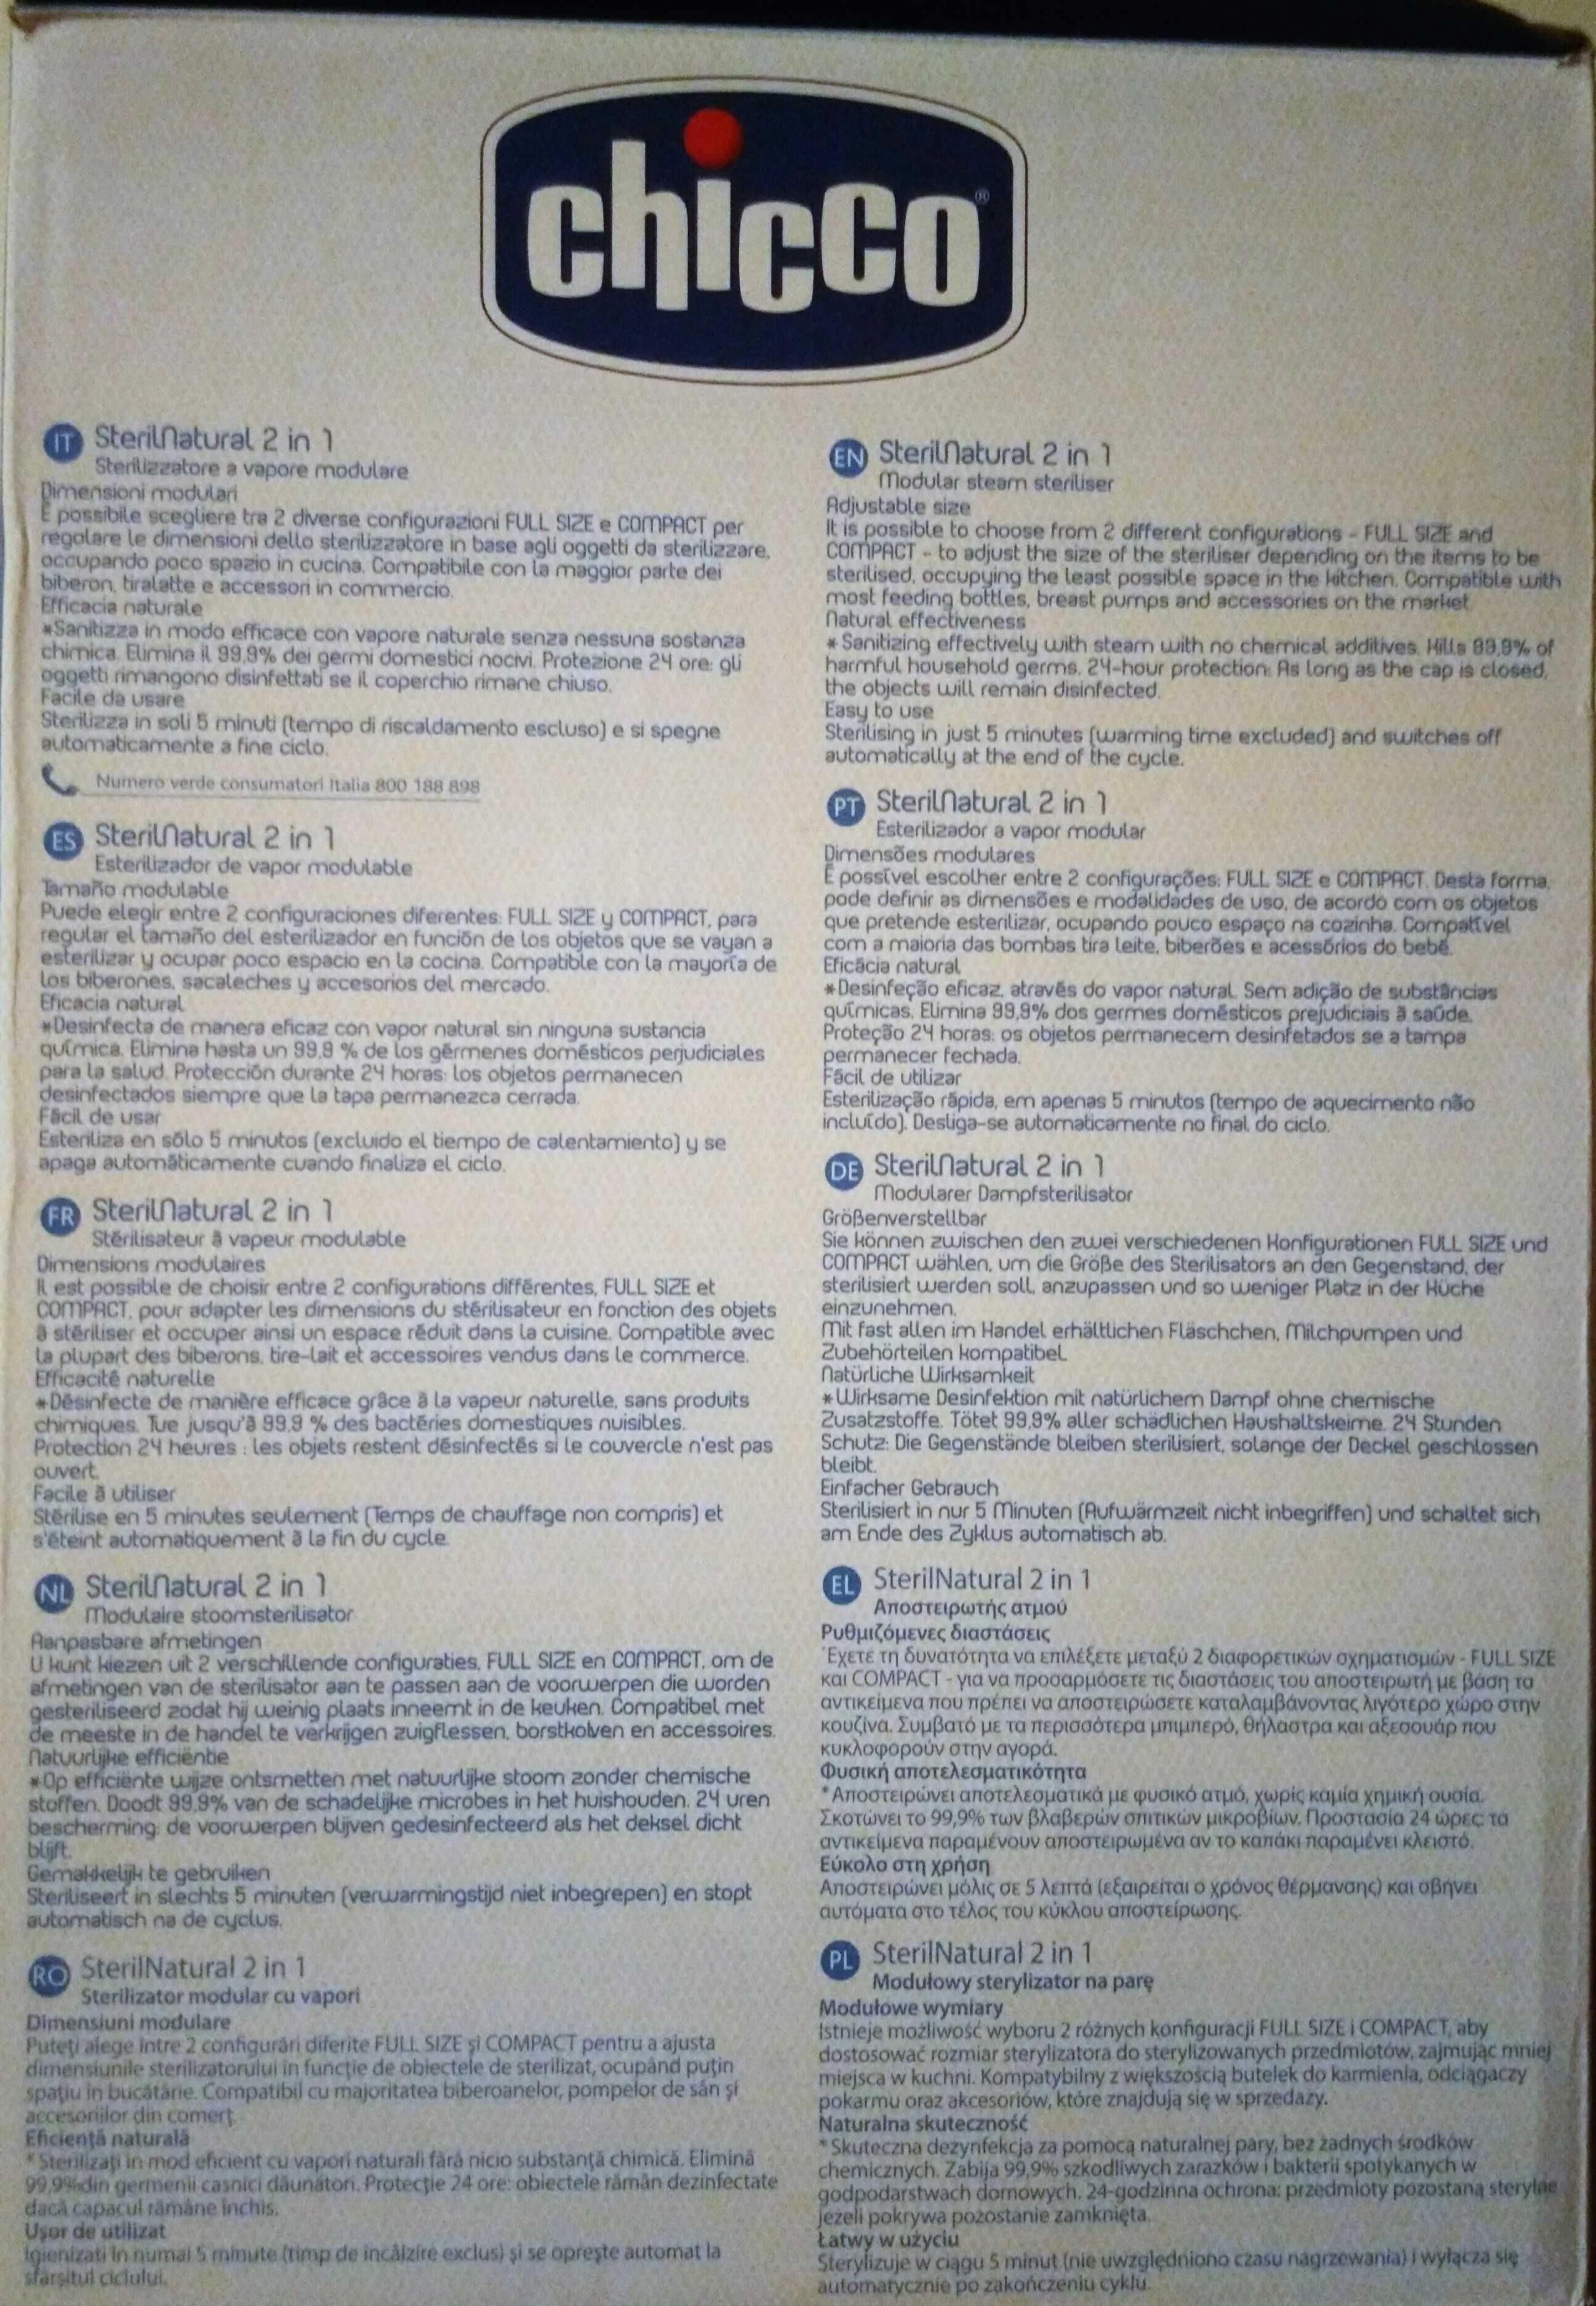 chicco
®
IT SterilNatural 2 in 1
Sterilizzatore a vapore modulare
Dimensioni modulari
È possibile scegliere tra 2 diverse configurazioni FULL SIZE e COMPACT per
regolare le dimensioni dello sterilizzatore in base agli oggetti da sterilizzare,
occupando poco spazio in cucina. Compatibile con la maggior parte dei
biberon, tiralatte e accessori in commercio.
Efficacia naturale
*Sanitizza in modo efficace con vapore naturale senza nessuna sostanza
chimica. Elimina il 99,9% dei germi domestici nocivi. Protezione 24 ore: gli
oggetti rimangono disinfettati se il coperchio rimane chiuso.
Facile da usare
Sterilizza in soli 5 minuti (tempo di riscaldamento escluso) e si spegne
automaticamente a fine ciclo.
Numero verde consumatori Italia 800 188 898
ES SterilNatural 2 in 1
Esterilizador de vapor modulable
Tamaño modulable
Puede elegir entre 2 configuraciones diferentes: FULL SIZE y COMPACT, para
regular el tamaño del esterilizador en función de los objetos que se vayan a
esterilizar y ocupar poco espacio en la cocina. Compatible con la mayoría de
los biberones, sacaleches y accesorios del mercado.
Eficacia natural
*Desinfecta de manera eficaz con vapor natural sin ninguna sustancia
química. Elimina hasta un 99,9 % de los gérmenes domésticos perjudiciales
para la salud. Protección durante 24 horas: los objetos permanecen
desinfectados siempre que la tapa permanezca cerrada.
Fácil de usar
Esteriliza en sólo 5 minutos (excluido el tiempo de calentamiento) y se
apaga automáticamente cuando finaliza el ciclo.
FR SterilNatural 2 in 1
Stérilisateur à vapeur modulable
Dimensions modulaires
Il est possible de choisir entre 2 configurations différentes, FULL SIZE et
COMPACT, pour adapter les dimensions du stérilisateur en fonction des objets
à stériliser et occuper ainsi un espace réduit dans la cuisine. Compatible avec
la plupart des biberons, tire-lait et accessoires vendus dans le commerce.
Efficacité naturelle
*Désinfecte de manière efficace grâce à la vapeur naturelle, sans produits
chimiques. Tue jusqu'à 99,9 % des bactéries domestiques nuisibles.
Protection 24 heures : les objets restent désinfectés si le couvercle n'est pas
ouvert.
Facile à utiliser
Stérilise en 5 minutes seulement (Temps de chauffage non compris) et
s'éteint automatiquement à la fin du cycle.
NL SterilNatural 2 in 1
Modulaire stoomsterilisator
Aanpasbare afmetingen
U kunt kiezen uit 2 verschillende configuraties, FULL SIZE en COMPACT, om de
afmetingen van de sterilisator aan te passen aan de voorwerpen die worden
gesteriliseerd zodat hij weinig plaats inneemt in de keuken. Compatibel met
de meeste in de handel te verkrijgen zuigflessen, borstkolven en accessoires.
Natuurlijke efficiëntie
*Op efficiënte wijze ontsmetten met natuurlijke stoom zonder chemische
stoffen. Doodt 99,9% van de schadelijke microbes in het huishouden. 24 uren
bescherming: de voorwerpen blijven gedesinfecteerd als het deksel dicht
blijft.
Gemakkelijk te gebruiken
Steriliseert in slechts 5 minuten (verwarmingstijd niet inbegrepen) en stopt
automatisch na de cyclus.
RO SterilNatural 2 in 1
Sterilizator modular cu vapori
Dimensiuni modulare
Puteţi alege între 2 configurări diferite FULL SIZE şi COMPACT pentru a ajusta
dimensiunile sterilizatorului în funcţie de obiectele de sterilizat, ocupând puţin
spaţiu în bucătărie. Compatibil cu majoritatea biberoanelor, pompelor de sân şi
accesoriilor din comerţ.
Eficienţă naturală
* Sterilizaţi în mod eficient cu vapori naturali fără nicio substanţă chimică. Elimină
99,9%din germenii casnici dăunători. Protecţie 24 ore: obiectele rămân dezinfectate
dacă capacul rămâne închis.
Uşor de utilizat
Igienizaţi în numai 5 minute (timp de încălzire exclus) şi se opreşte automat la
sfârşitul ciclului.
EN SterilNatural 2 in 1
Modular steam steriliser
Adjustable size
It is possible to choose from 2 different configurations - FULL SIZE and
COMPACT - to adjust the size of the steriliser depending on the items to be
sterilised, occupying the least possible space in the kitchen. Compatible with
most feeding bottles, breast pumps and accessories on the market.
Natural effectiveness
* Sanitizing effectively with steam with no chemical additives. Kills 99,9% of
harmful household germs. 24-hour protection: As long as the cap is closed,
the objects will remain disinfected.
Easy to use
Sterilising in just 5 minutes (warming time excluded) and switches off
automatically at the end of the cycle.
PT SterilNatural 2 in 1
Esterilizador a vapor modular
Dimensões modulares
É possível escolher entre 2 configurações: FULL SIZE e COMPACT. Desta forma,
pode definir as dimensões e modalidades de uso, de acordo com os objetos
que pretende esterilizar, ocupando pouco espaço na cozinha. Compatível
com a maioria das bombas tira leite, biberões e acessórios do bebé.
Eficácia natural
*Desinfeção eficaz, através do vapor natural. Sem adição de substâncias
químicas. Elimina 99,9% dos germes domésticos prejudiciais à saúde.
Proteção 24 horas: os objetos permanecem desinfetados se a tampa
permanecer fechada.
Fácil de utilizar
Esterilização rápida, em apenas 5 minutos (tempo de aquecimento não
incluído). Desliga-se automaticamente no final do ciclo.
DE SterilNatural 2 in 1
Modularer Dampfsterilisator
Größenverstellbar
Sie können zwischen den zwei verschiedenen Konfigurationen FULL SIZE und
COMPACT wählen, um die Größe des Sterilisators an den Gegenstand, der
sterilisiert werden soll, anzupassen und so weniger Platz in der Küche
einzunehmen.
Mit fast allen im Handel erhältlichen Fläschchen, Milchpumpen und
Zubehörteilen kompatibel.
Natürliche Wirksamkeit
*Wirksame Desinfektion mit natürlichem Dampf ohne chemische
Zusatzstoffe. Tötet 99,9% aller schädlichen Haushaltskeime. 24 Stunden
Schutz: Die Gegenstände bleiben sterilisiert, solange der Deckel geschlossen
bleibt.
Einfacher Gebrauch
Sterilisiert in nur 5 Minuten (Aufwärmzeit nicht inbegriffen) und schaltet sich
am Ende des Zyklus automatisch ab.
EL SterilNatural 2 in 1
Αποστειρωτής ατμού
Ρυθμιζόμενες διαστάσεις
Έχετε τη δυνατότητα να επιλέξετε μεταξύ 2 διαφορετικών σχηματισμών - FULL SIZE
και COMPACT - για να προσαρμόσετε τις διαστάσεις του αποστειρωτή με βάση τα
αντικείμενα που πρέπει να αποστειρώσετε καταλαμβάνοντας λιγότερο χώρο στην
κουζίνα. Συμβατό με τα περισσότερα μπιμπερό, θήλαστρα και αξεσουάρ που
κυκλοφορούν στην αγορά.
Φυσική αποτελεσματικότητα
*Αποστειρώνει αποτελεσματικά με φυσικό ατμό, χωρίς καμία χημική ουσία.
Σκοτώνει το 99,9% των βλαβερών σπιτικών μικροβίων. Προστασία 24 ώρες: τα
αντικείμενα παραμένουν αποστειρωμένα αν το καπάκι παραμένει κλειστό.
Εύκολο στη χρήση
Αποστειρώνει μόλις σε 5 λεπτά (εξαιρείται ο χρόνος θέρμανσης) και σβήνει
αυτόματα στο τέλος του κύκλου αποστείρωσης.
PL SterilNatural 2 in 1
Modułowy sterylizator na parę
Modułowe wymiary
Istnieje możliwość wyboru 2 różnych konfiguracji FULL SIZE i COMPACT, aby
dostosować rozmiar sterylizatora do sterylizowanych przedmiotów, zajmując mniej
miejsca w kuchni. Kompatybilny z większością butelek do karmienia, odciągaczy
pokarmu oraz akcesoriów, które znajdują się w sprzedaży.
Naturalna skuteczność
*Skuteczna dezynfekcja za pomocą naturalnej pary, bez żadnych środków
chemicznych. Zabija 99,9% szkodliwych zarazków i bakterii spotykanych w
godpodarstwach domowych. 24-godzinna ochrona: przedmioty pozostaną sterylne
jeżeli pokrywa pozostanie zamknięta.
Łatwy w użyciu
Sterylizuje w ciągu 5 minut (nie uwzględniono czasu nagrzewania) i wyłącza się
automatycznie po zakończeniu cyklu.